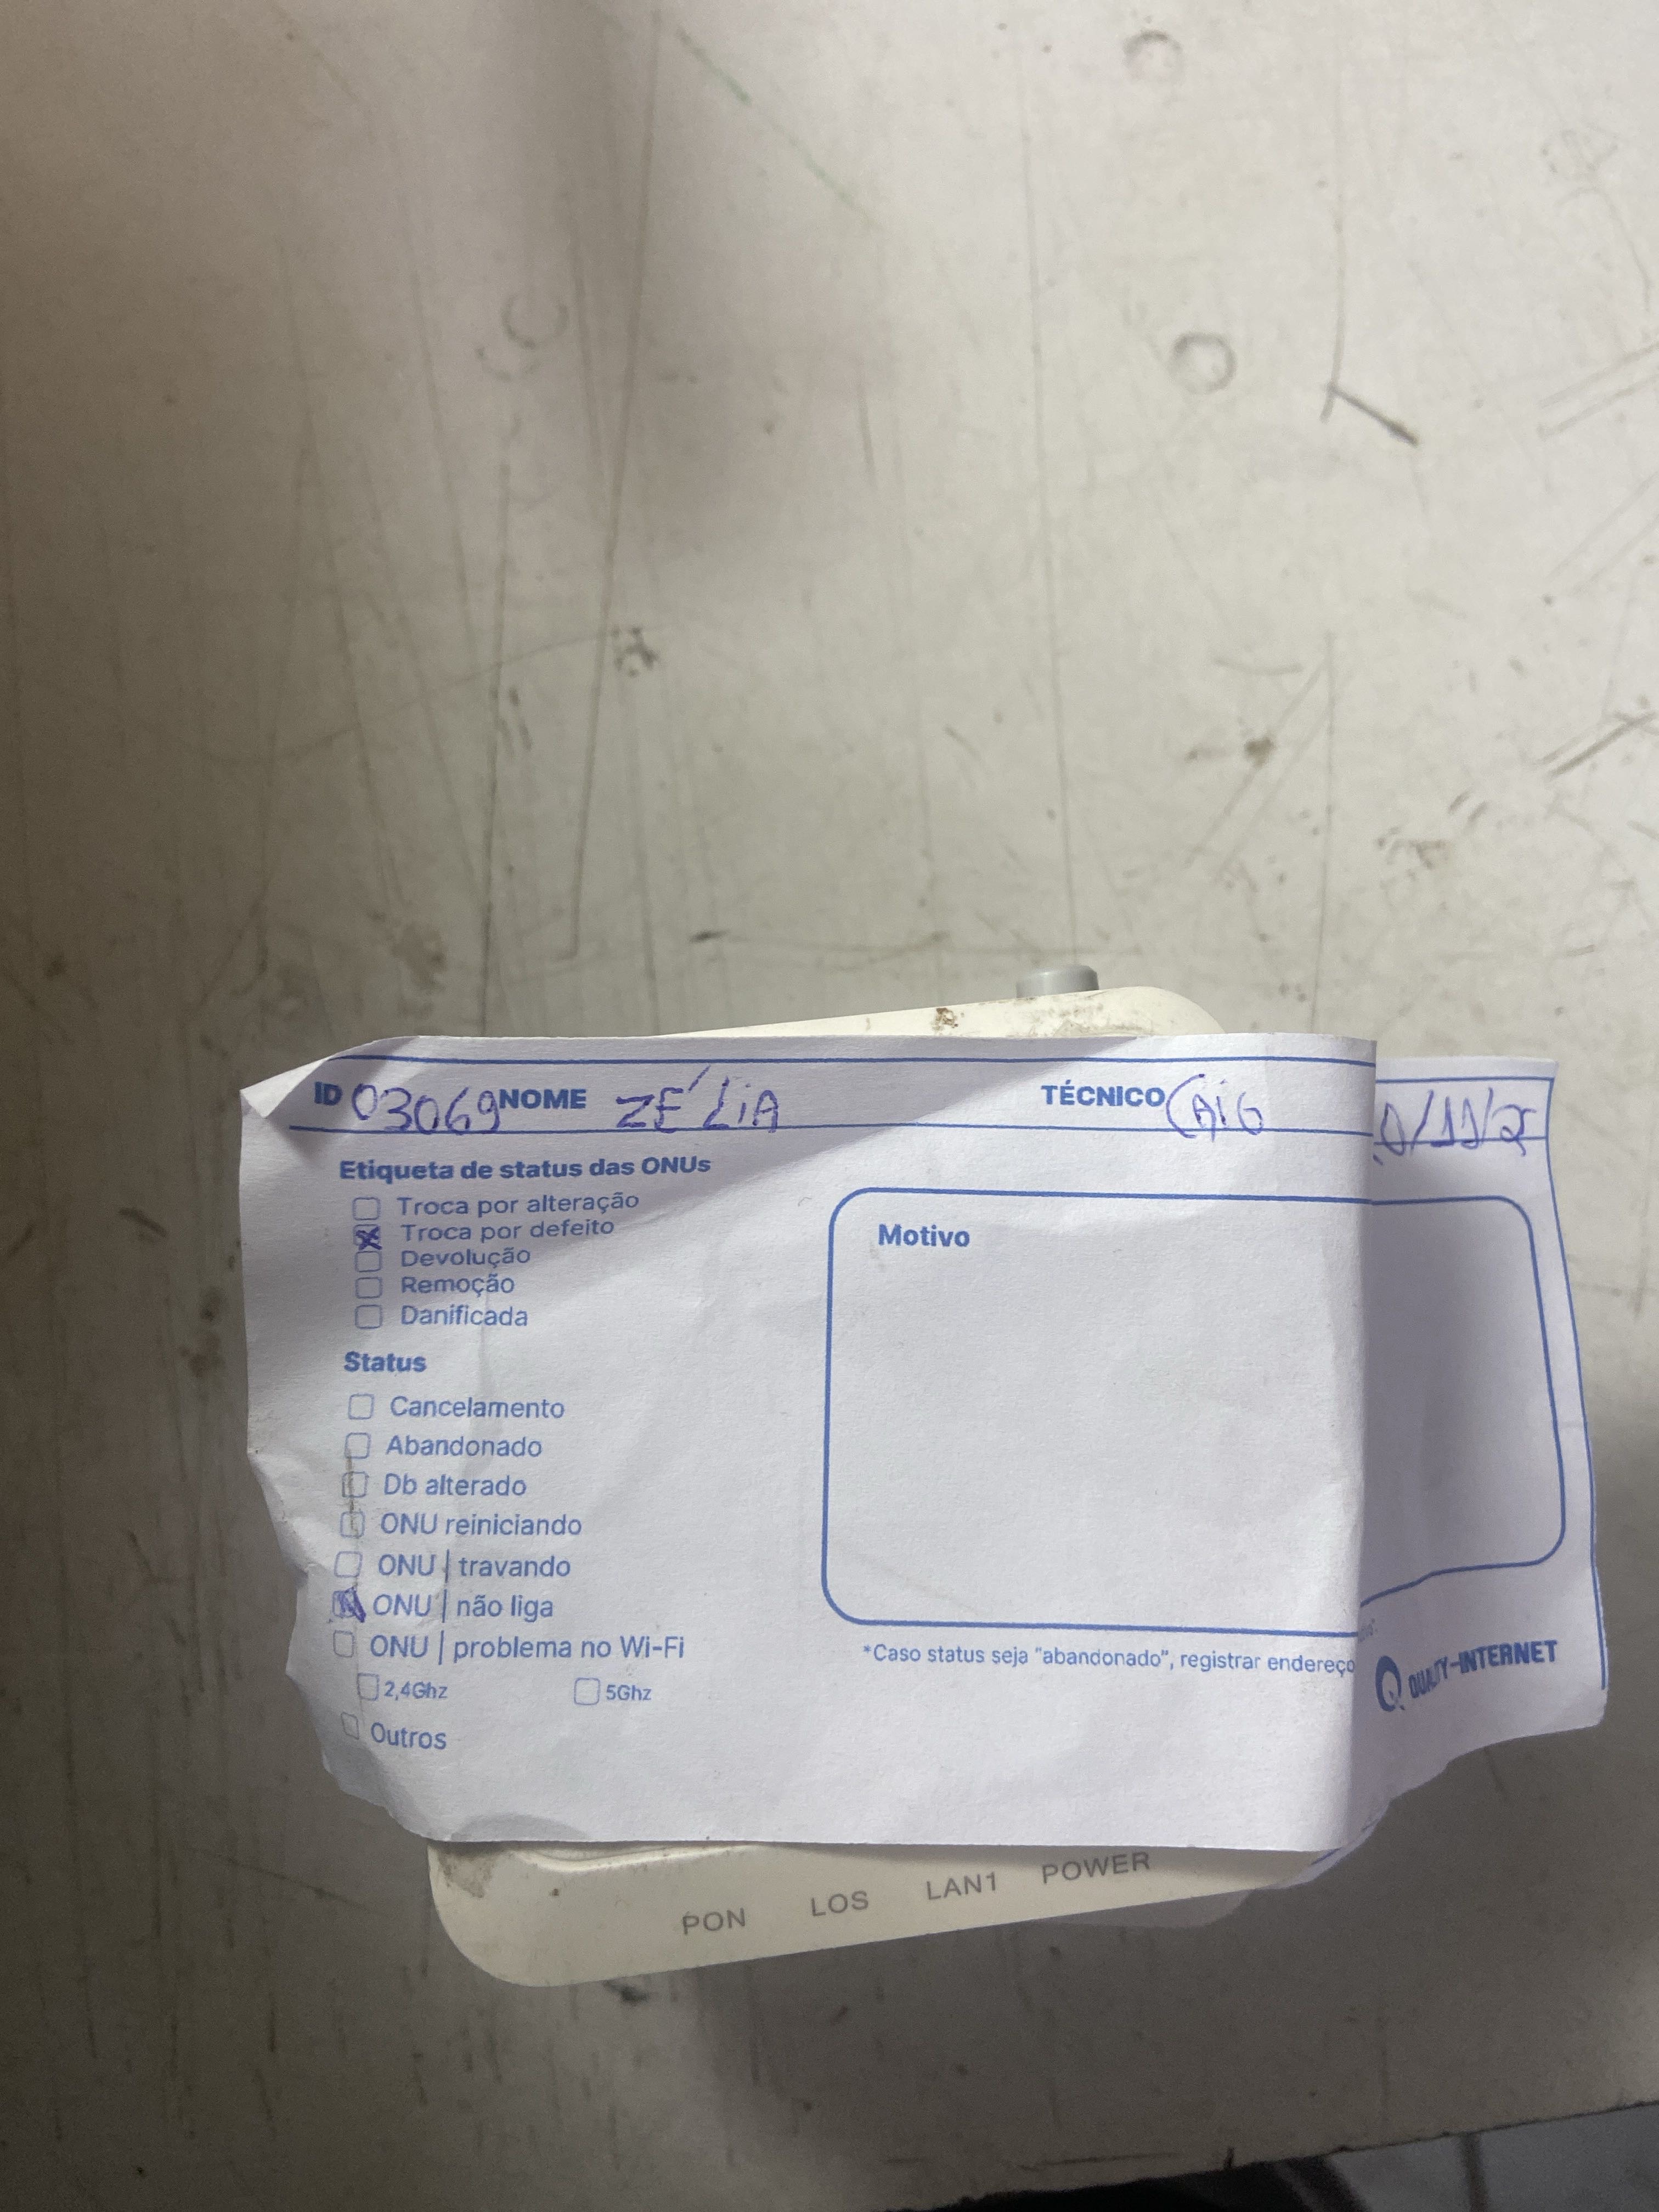 ID 03069 NOME ZÉLIA TÉCNICO CAIO
Etiqueta de status das ONUs
Troca por alteração
Troca por defeito
Devolução
Remoção
Danificada
Motivo
Status
Cancelamento
Abandonado
Db alterado
ONU reiniciando
ONU | travando
ONU | não liga
ONU | problema no Wi-Fi
2,4Ghz 5Ghz
Outros
*Caso status seja "abandonado", registrar endereço
QUALITY-INTERNET
PON LOS LAN1 POWER